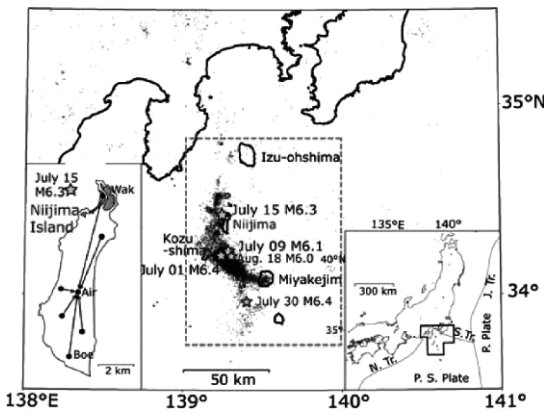 35°N
Izu-ohshima
July 15
M6.3
Wak
Niijima
Island
July 15 M6.3
Niijima
135°E
140°E
Kozu
-shima
July 09 M6.1
Aug. 18 M6.0
40°N
July 01 M6.4
Miyakejim
300 km
Air
July 30 M6.4
34°N
35°
J. Tr.
S. Tr.
P. Plate
N. Tr.
Boe
2 km
50 km
P. S. Plate
138°E
139°E
140°E
141°E